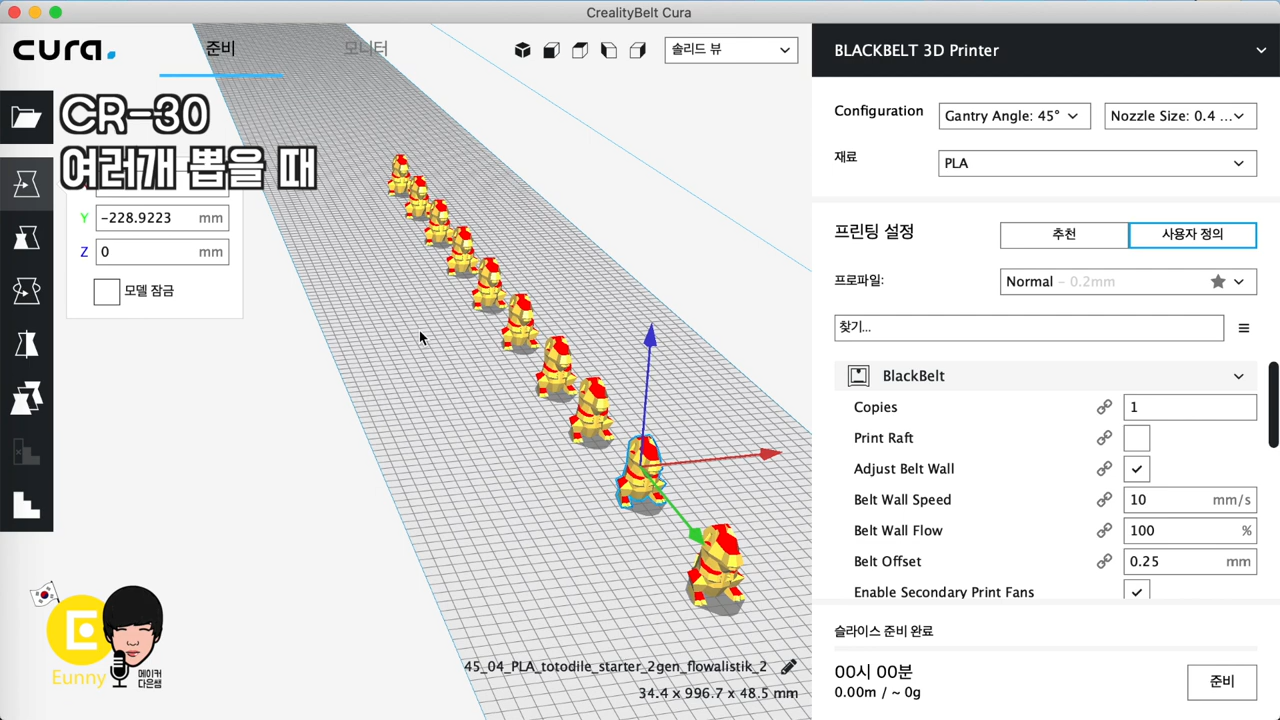 CrealityBelt Cura
cura.
준비
모니터
솔리드 뷰
BLACKBELT 3D Printer
CR-30
여러개 뽑을 때
Y -228.9223 mm
Z 0 mm
모델 잠금
Configuration
Gantry Angle: 45°
Nozzle Size: 0.4 ...
재료
PLA
프린팅 설정
추천
사용자 정의
프로파일:
Normal – 0.2mm
찾기...
BlackBelt
Copies 1
Print Raft
Adjust Belt Wall
Belt Wall Speed 10 mm/s
Belt Wall Flow 100 %
Belt Offset 0.25 mm
Enable Secondary Print Fans
슬라이스 준비 완료
00시 00분
0.00m / ~ 0g
준비
45_04_PLA_totodile_starter_2gen_flowalistik_2
34.4 x 996.7 x 48.5 mm
Eunny
메이커
다은쌤